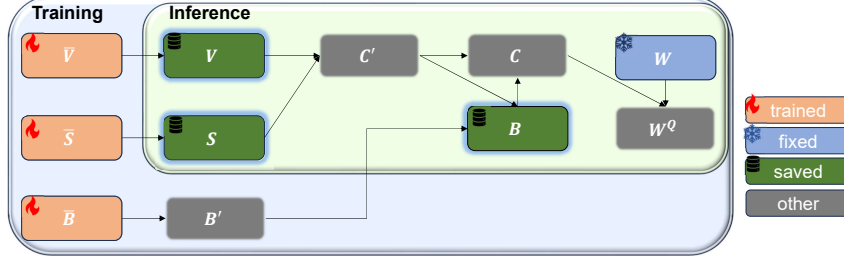 Training
Inference
V̅
V
C′
C
W
S̅
S
B
W^Q
B̅
B′
trained
fixed
saved
other